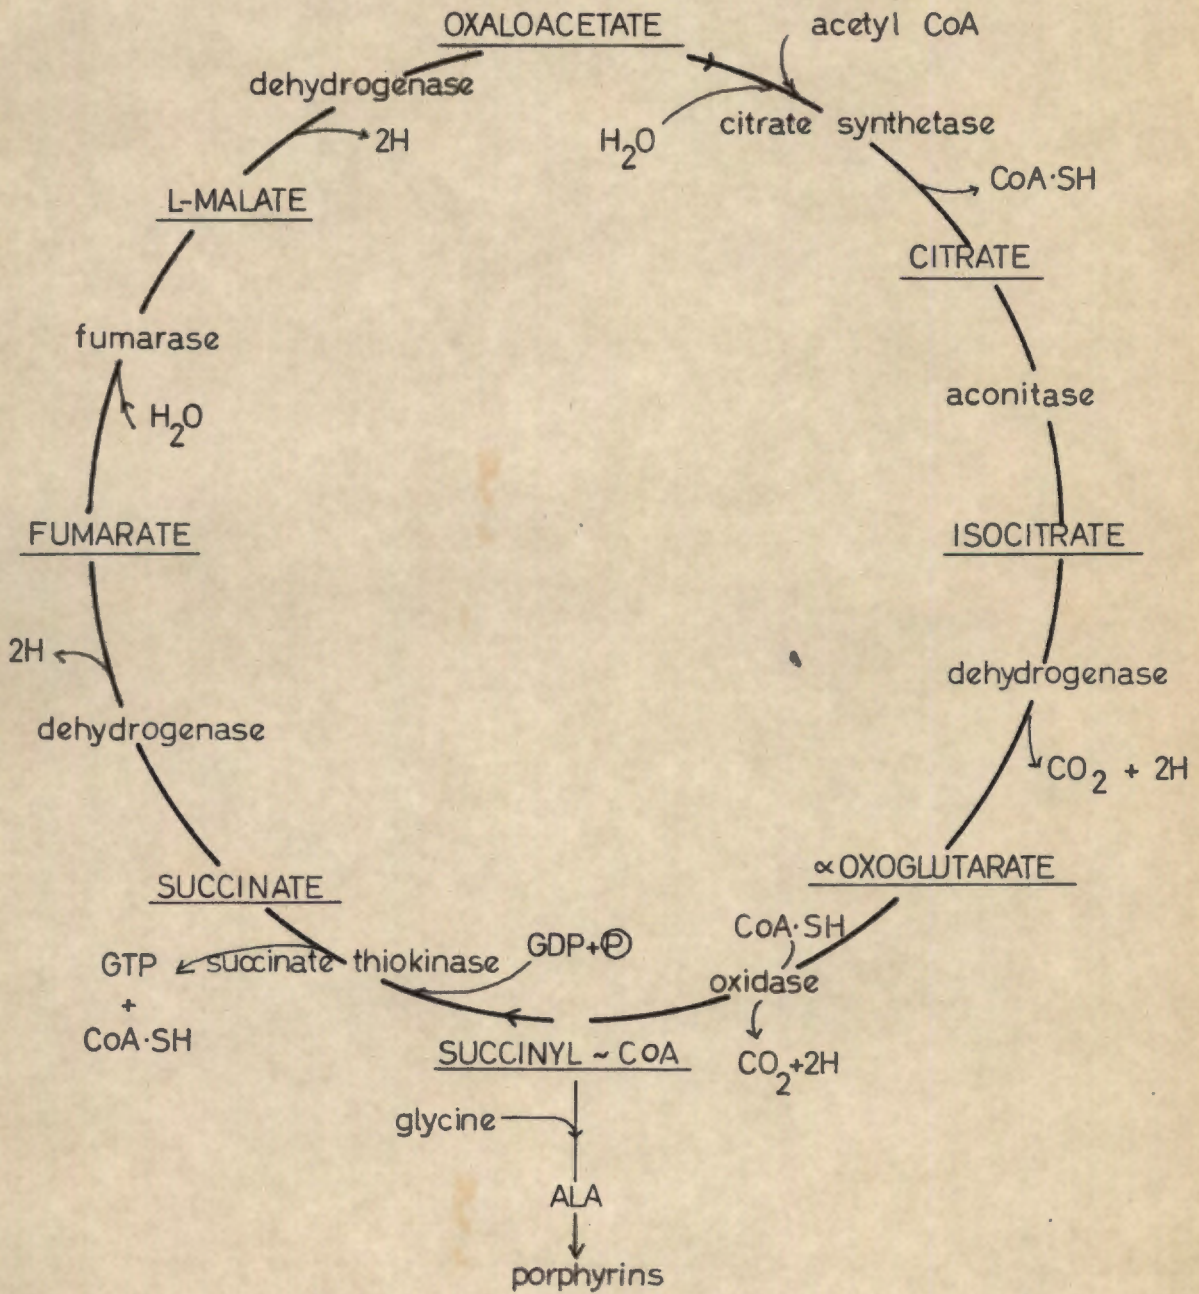 OXALOACETATE
acetyl CoA
dehydrogenase
2H
H2O
citrate synthetase
CoA·SH
L-MALATE
CITRATE
fumarase
H2O
aconitase
FUMARATE
ISOCITRATE
2H
dehydrogenase
dehydrogenase
CO2 + 2H
SUCCINATE
∝OXOGLUTARATE
CoA·SH
GDP+Ⓟ
GTP
+
CoA·SH
succinate thiokinase
oxidase
SUCCINYL ~ COA
CO2+2H
glycine
ALA
porphyrins